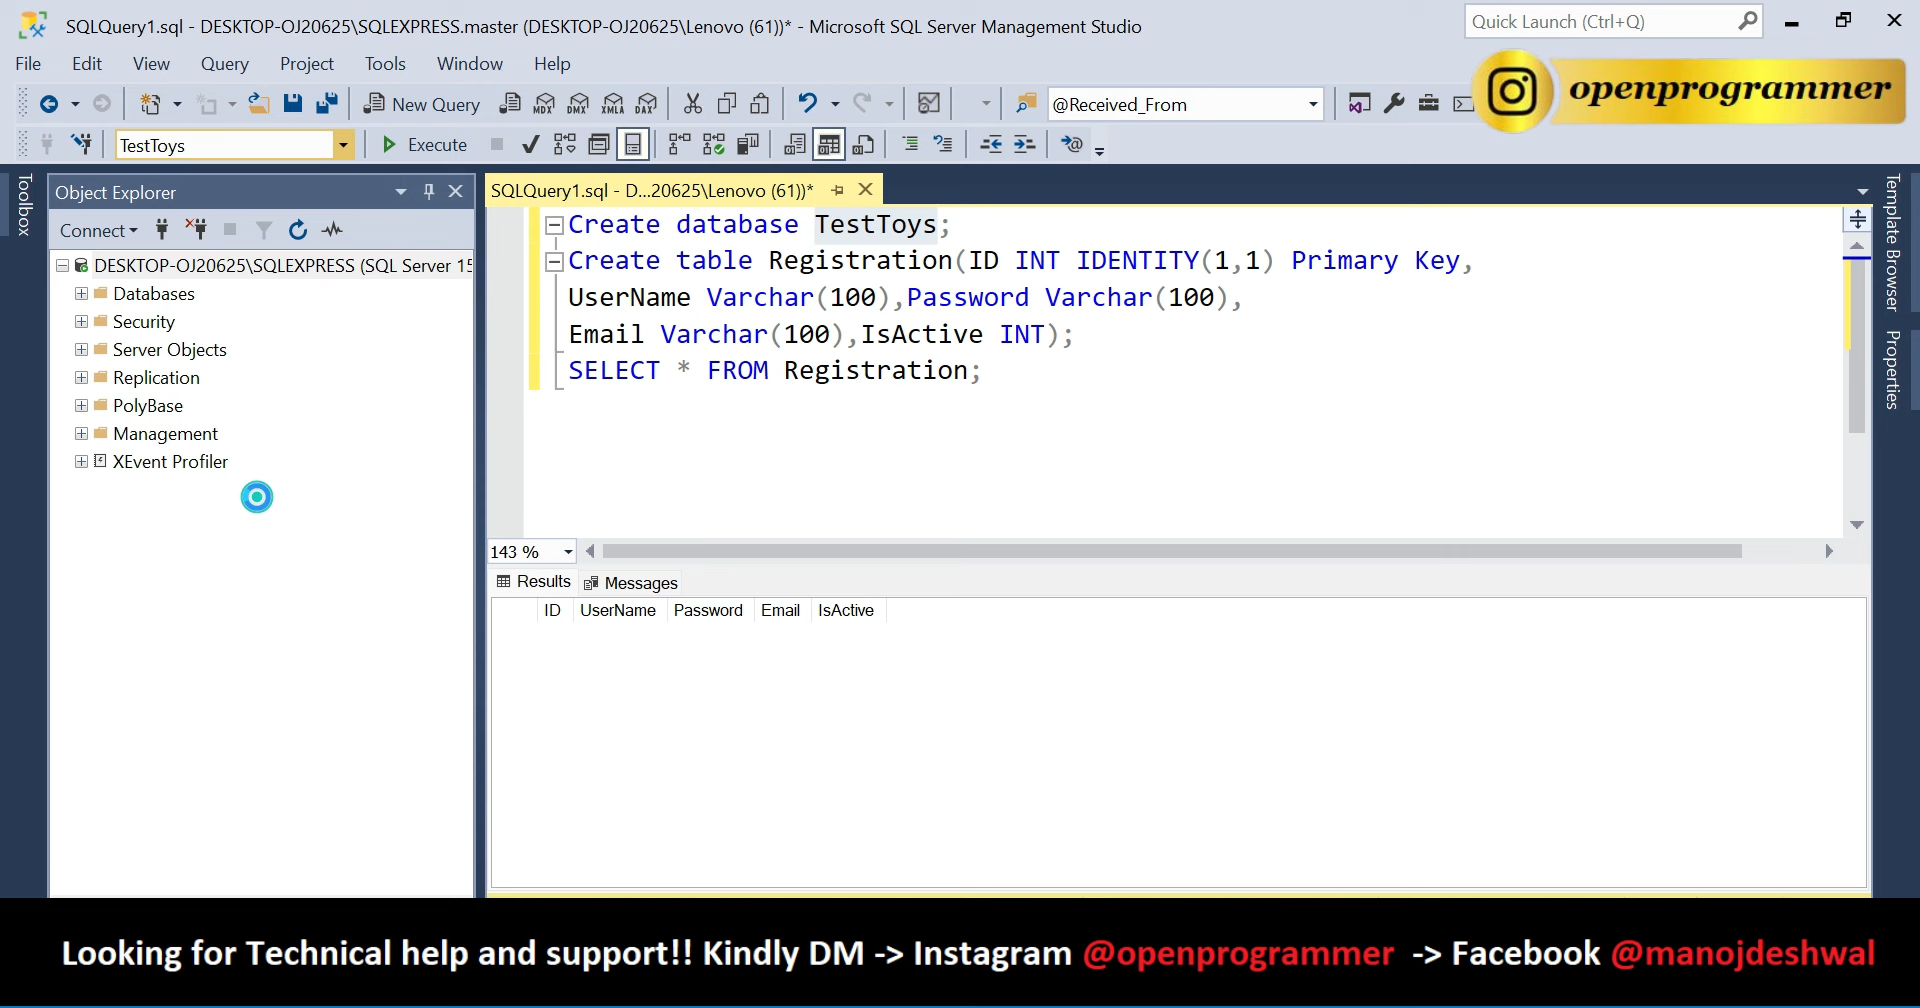 SQLQuery1.sql - DESKTOP-OJ20625\SQLEXPRESS.master (DESKTOP-OJ20625\Lenovo (61))* - Microsoft SQL Server Management Studio
Quick Launch (Ctrl+Q)
File Edit View Query Project Tools Window Help
openprogrammer
New Query
MDX DMX XMLA DAX
@Received_From
TestToys
Execute
Toolbox
Object Explorer
Connect
DESKTOP-OJ20625\SQLEXPRESS (SQL Server 15
Databases
Security
Server Objects
Replication
PolyBase
Management
XEvent Profiler
SQLQuery1.sql - D...20625\Lenovo (61))*
Create database TestToys;
Create table Registration(ID INT IDENTITY(1,1) Primary Key,
UserName Varchar(100),Password Varchar(100),
Email Varchar(100),IsActive INT);
SELECT * FROM Registration;
143 %
Results Messages
ID UserName Password Email IsActive
Template Browser
Properties
Looking for Technical help and support!! Kindly DM -> Instagram @openprogrammer -> Facebook @manojdeshwal